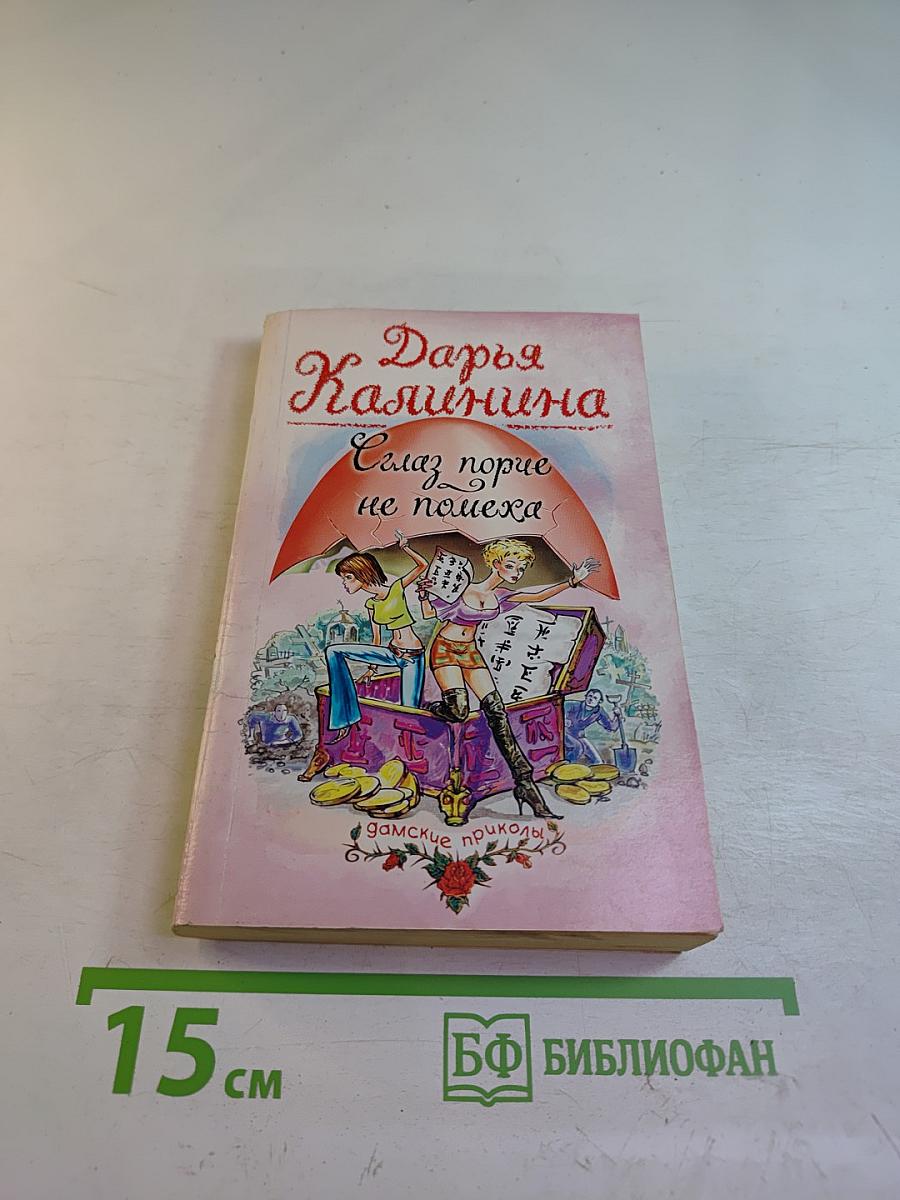 Дарья
Калинина
Сглаз порче
не помеха
дамские приколы
15 см
БФ БИБЛИОФАН